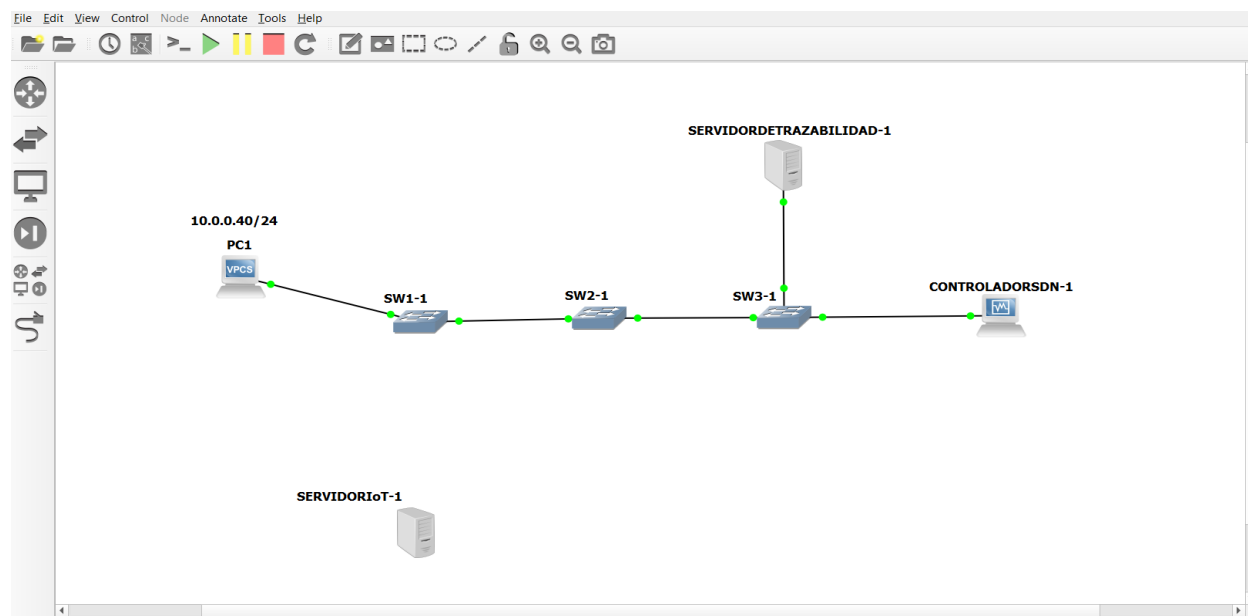 File Edit View Control Node Annotate Tools Help
SERVIDORDETRAZABILIDAD-1
10.0.0.40/24
PC1
VPCS
SW1-1
SW2-1
SW3-1
CONTROLADORSDN-1
SERVIDORIoT-1